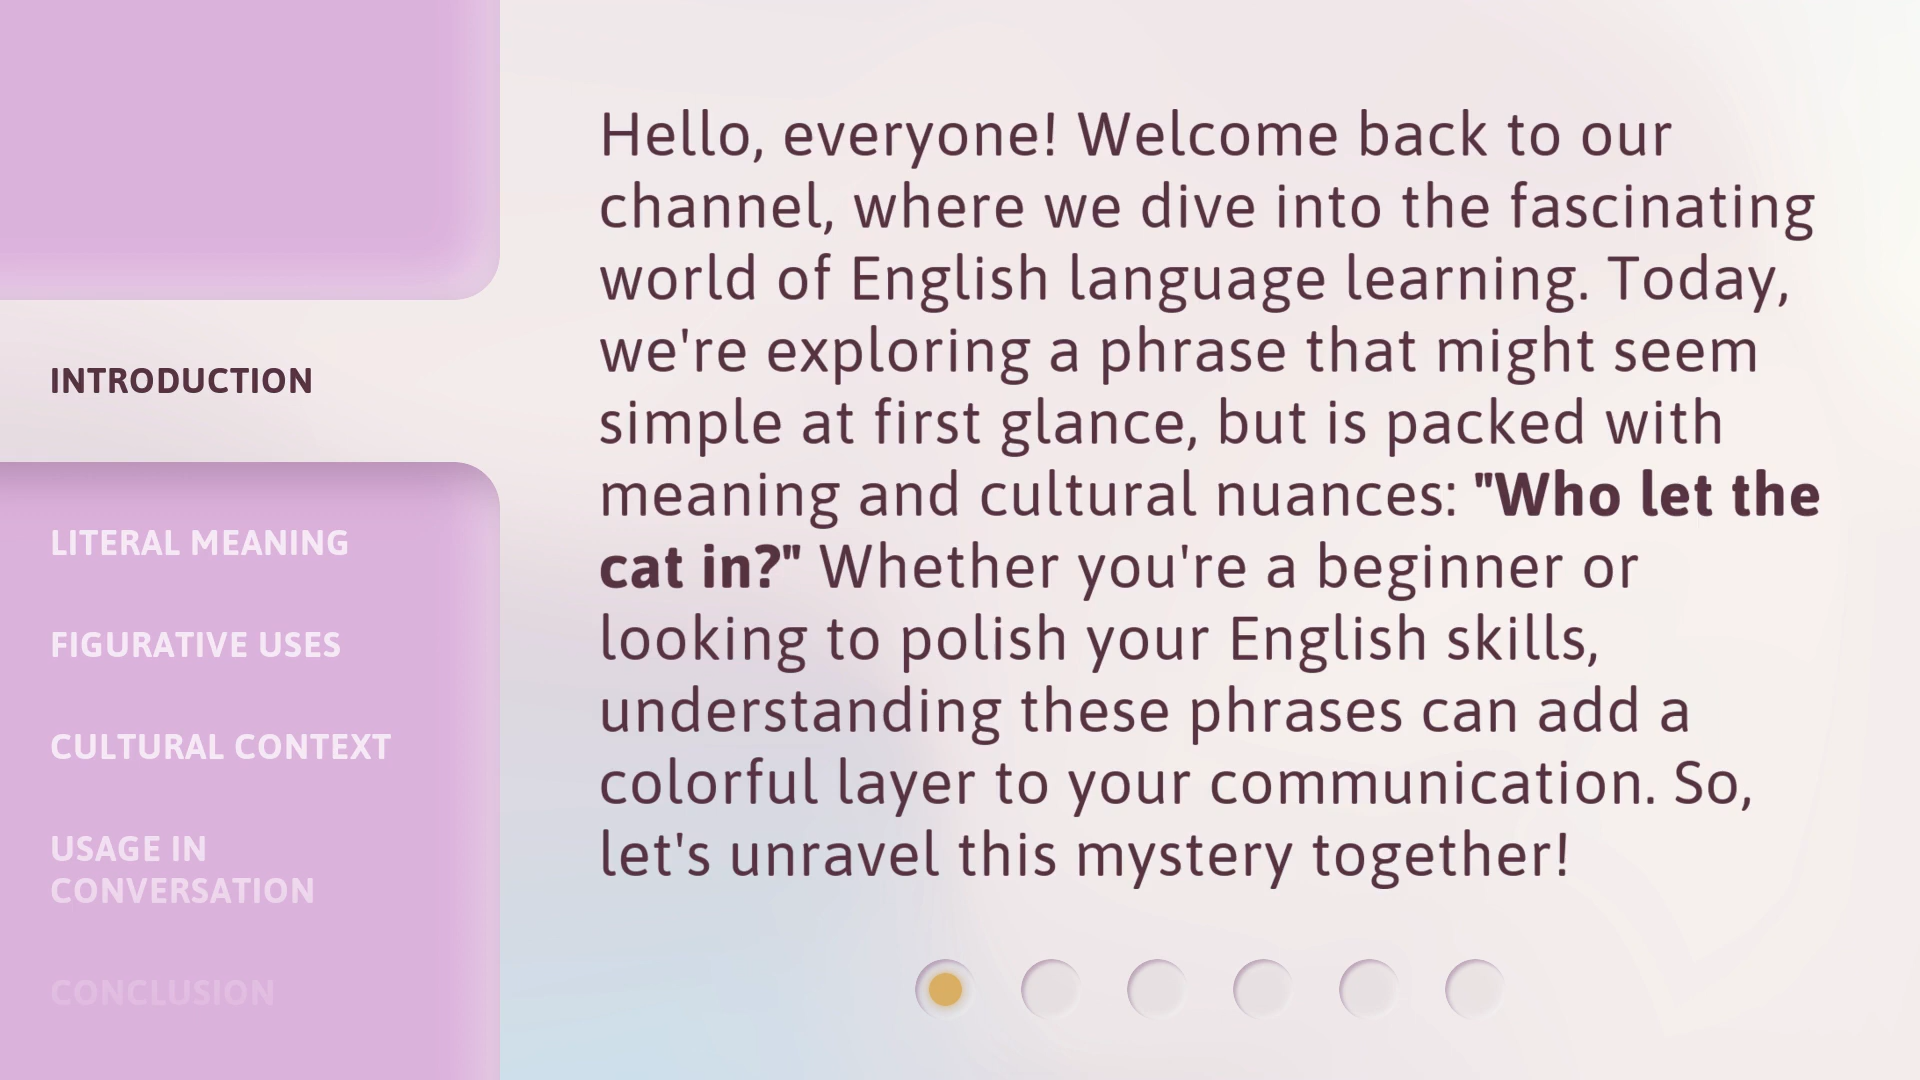 INTRODUCTION
LITERAL MEANING
FIGURATIVE USES
CULTURAL CONTEXT
USAGE IN
CONVERSATION
CONCLUSION
Hello, everyone! Welcome back to our
channel, where we dive into the fascinating
world of English language learning. Today,
we're exploring a phrase that might seem
simple at first glance, but is packed with
meaning and cultural nuances: "Who let the
cat in?" Whether you're a beginner or
looking to polish your English skills,
understanding these phrases can add a
colorful layer to your communication. So,
let's unravel this mystery together!